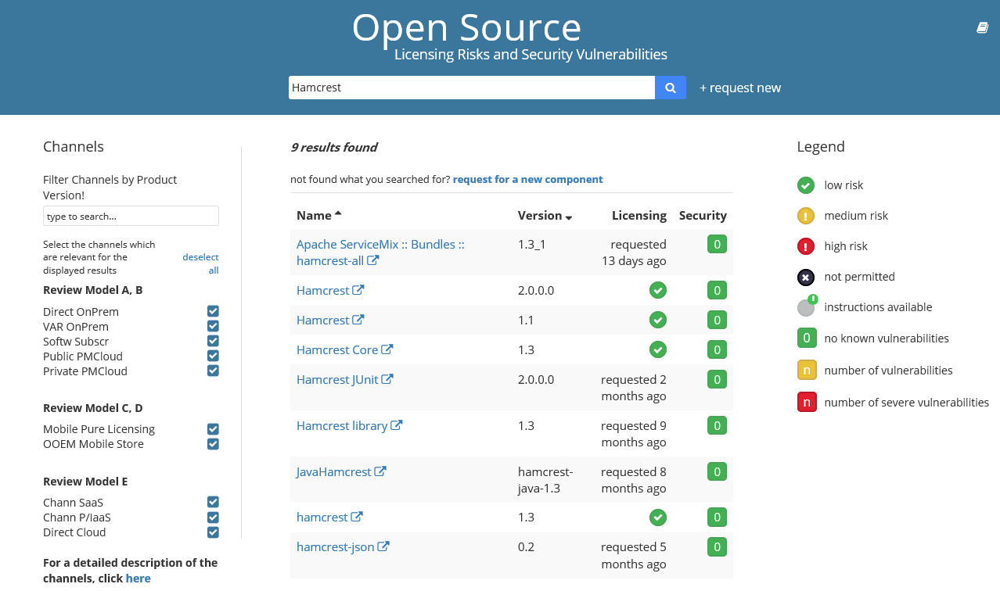 Open Source
Licensing Risks and Security Vulnerabilities
Hamcrest
+ request new
Channels
Filter Channels by Product
Version!
type to search...
Select the channels which
are relevant for the
displayed results
deselect
all
Review Model A, B
Direct OnPrem
VAR OnPrem
Softw Subscr
Public PMCloud
Private PMCloud
Review Model C, D
Mobile Pure Licensing
OOEM Mobile Store
Review Model E
Chann SaaS
Chann P/IaaS
Direct Cloud
For a detailed description of the
channels, click here
9 results found
not found what you searched for? request for a new component
Name Version Licensing Security
Apache ServiceMix :: Bundles :: 1.3_1 requested 0
hamcrest-all 13 days ago
Hamcrest 2.0.0.0 0
Hamcrest 1.1 0
Hamcrest Core 1.3 0
Hamcrest JUnit 2.0.0.0 requested 2 0
months ago
Hamcrest library 1.3 requested 9 0
months ago
JavaHamcrest hamcrest- requested 8 0
java-1.3 months ago
hamcrest 1.3 0
hamcrest-json 0.2 requested 5 0
months ago
Legend
low risk
! medium risk
! high risk
not permitted
! instructions available
0 no known vulnerabilities
n number of vulnerabilities
n number of severe vulnerabilities